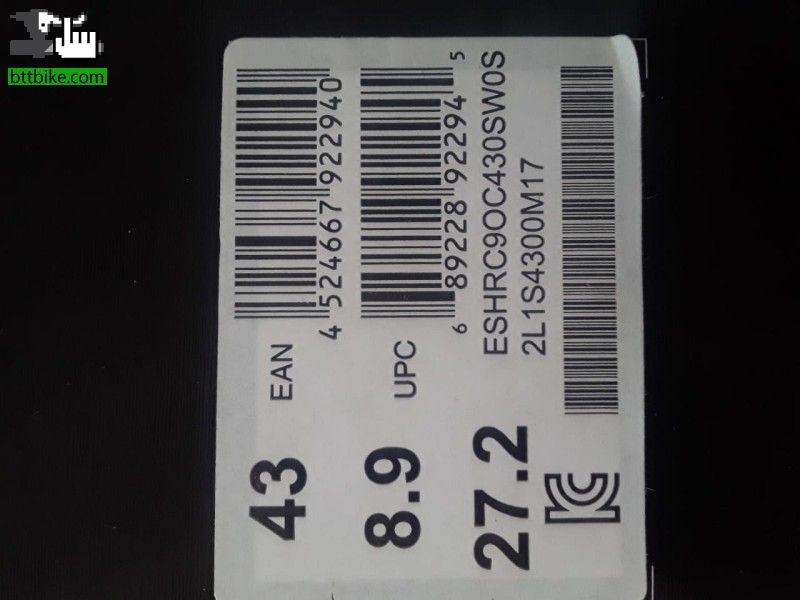 bttbike.com
43
EAN
4 524667 922940
8.9
UPC
6 89228 92294 5
27.2
ESHRC9OC430SW0S
2L1S4300M17